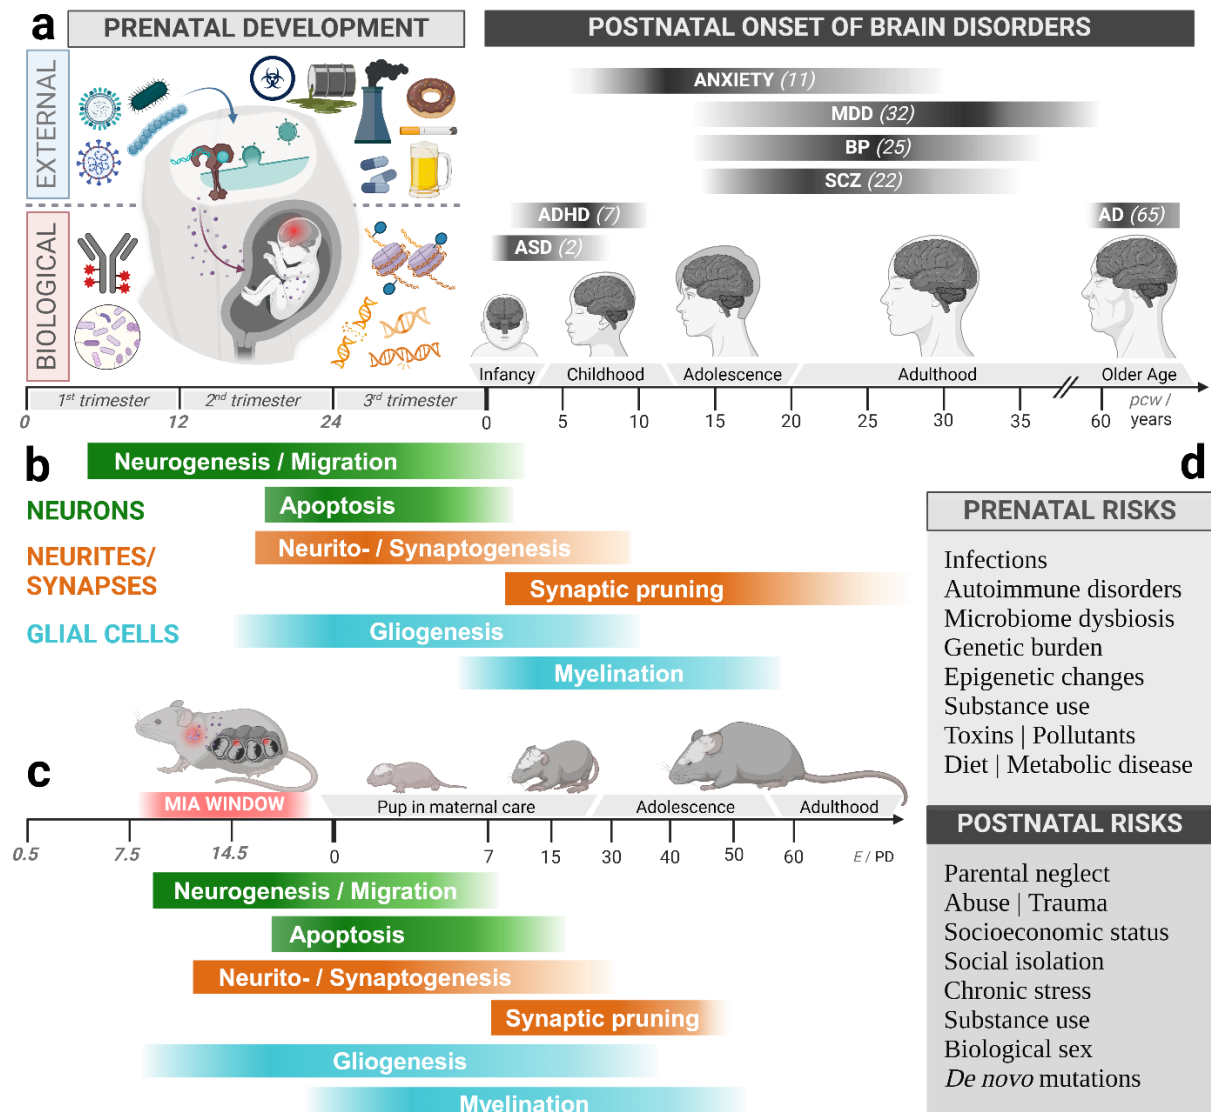 a
PRENATAL DEVELOPMENT
POSTNATAL ONSET OF BRAIN DISORDERS
EXTERNAL
BIOLOGICAL
ANXIETY (11)
MDD (32)
BP (25)
SCZ (22)
ADHD (7)
AD (65)
ASD (2)
Infancy
Childhood
Adolescence
Adulthood
Older Age
1st trimester
2nd trimester
3rd trimester
pcw /
years
0
12
24
0
5
10
15
20
25
30
35
60
b
Neurogenesis / Migration
NEURONS
Apoptosis
NEURITES/
SYNAPSES
Neurito- / Synaptogenesis
Synaptic pruning
GLIAL CELLS
Gliogenesis
Myelination
c
MIA WINDOW
Pup in maternal care
Adolescence
Adulthood
0.5
7.5
14.5
0
7
15
30
40
50
60
E / PD
Neurogenesis / Migration
Apoptosis
Neurito- / Synaptogenesis
Synaptic pruning
Gliogenesis
Myelination
d
PRENATAL RISKS
Infections
Autoimmune disorders
Microbiome dysbiosis
Genetic burden
Epigenetic changes
Substance use
Toxins | Pollutants
Diet | Metabolic disease
POSTNATAL RISKS
Parental neglect
Abuse | Trauma
Socioeconomic status
Social isolation
Chronic stress
Substance use
Biological sex
De novo mutations